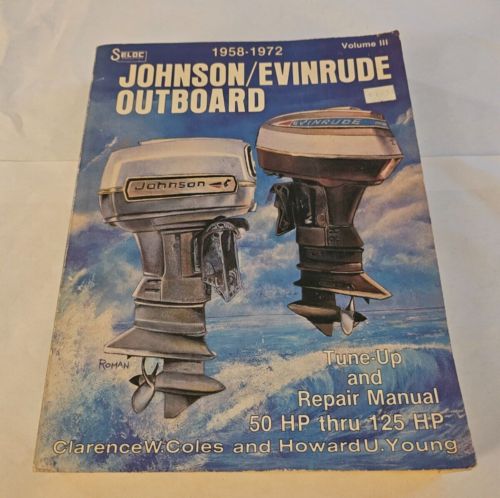 SELOC
1958-1972
Volume III
JOHNSON/EVINRUDE
OUTBOARD
EVINRUDE
Johnson
ROMAN
Tune-Up
and
Repair Manual
50 HP thru 125 HP
Clarence W. Coles and Howard U. Young